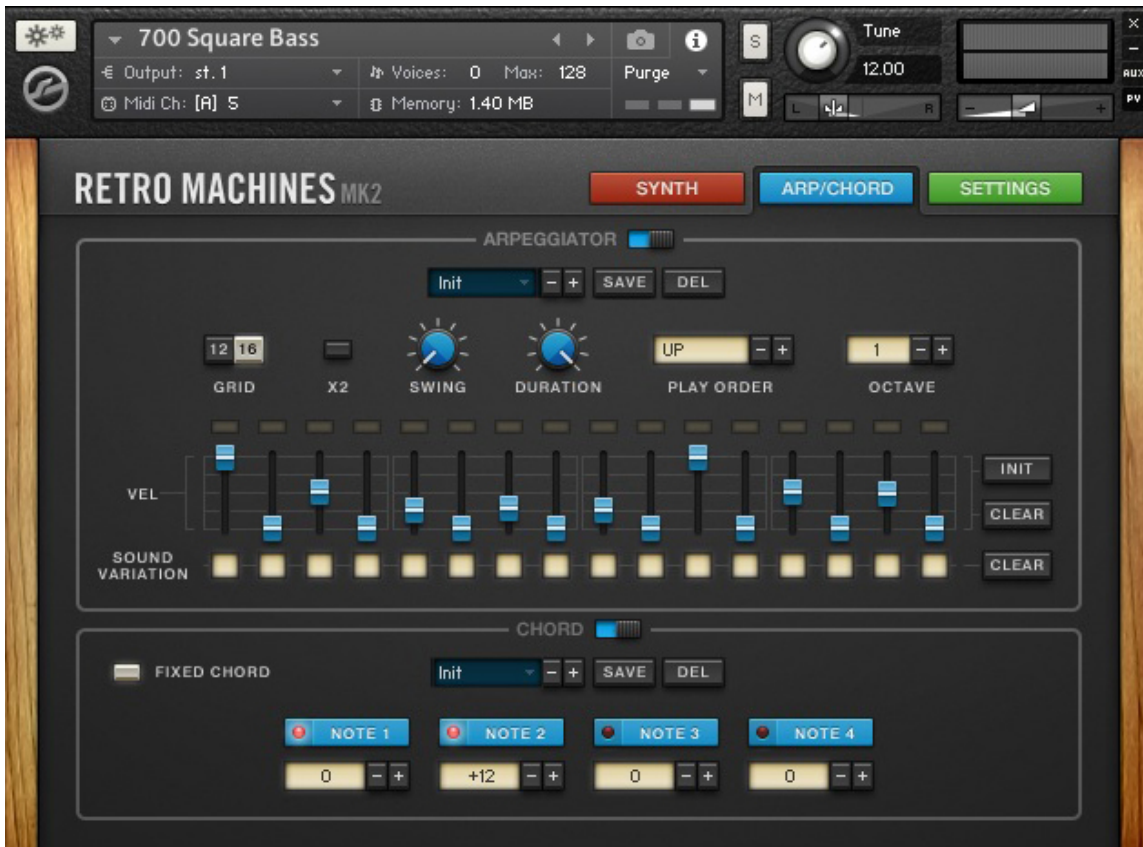 700 Square Bass
Output: st. 1
Voices: 0 Max: 128
Purge
Midi Ch: [A] 5
Memory: 1.40 MB
S
M
Tune
12.00
L
R
-
+
×
-
AUX
PV
RETRO MACHINES MK2
SYNTH
ARP/CHORD
SETTINGS
ARPEGGIATOR
Init - + SAVE DEL
12 16
UP - +
1 - +
GRID X2 SWING DURATION PLAY ORDER OCTAVE
INIT
VEL
CLEAR
SOUND
VARIATION
CLEAR
CHORD
FIXED CHORD
Init - + SAVE DEL
NOTE 1 NOTE 2 NOTE 3 NOTE 4
0 - + +12 - + 0 - + 0 - +